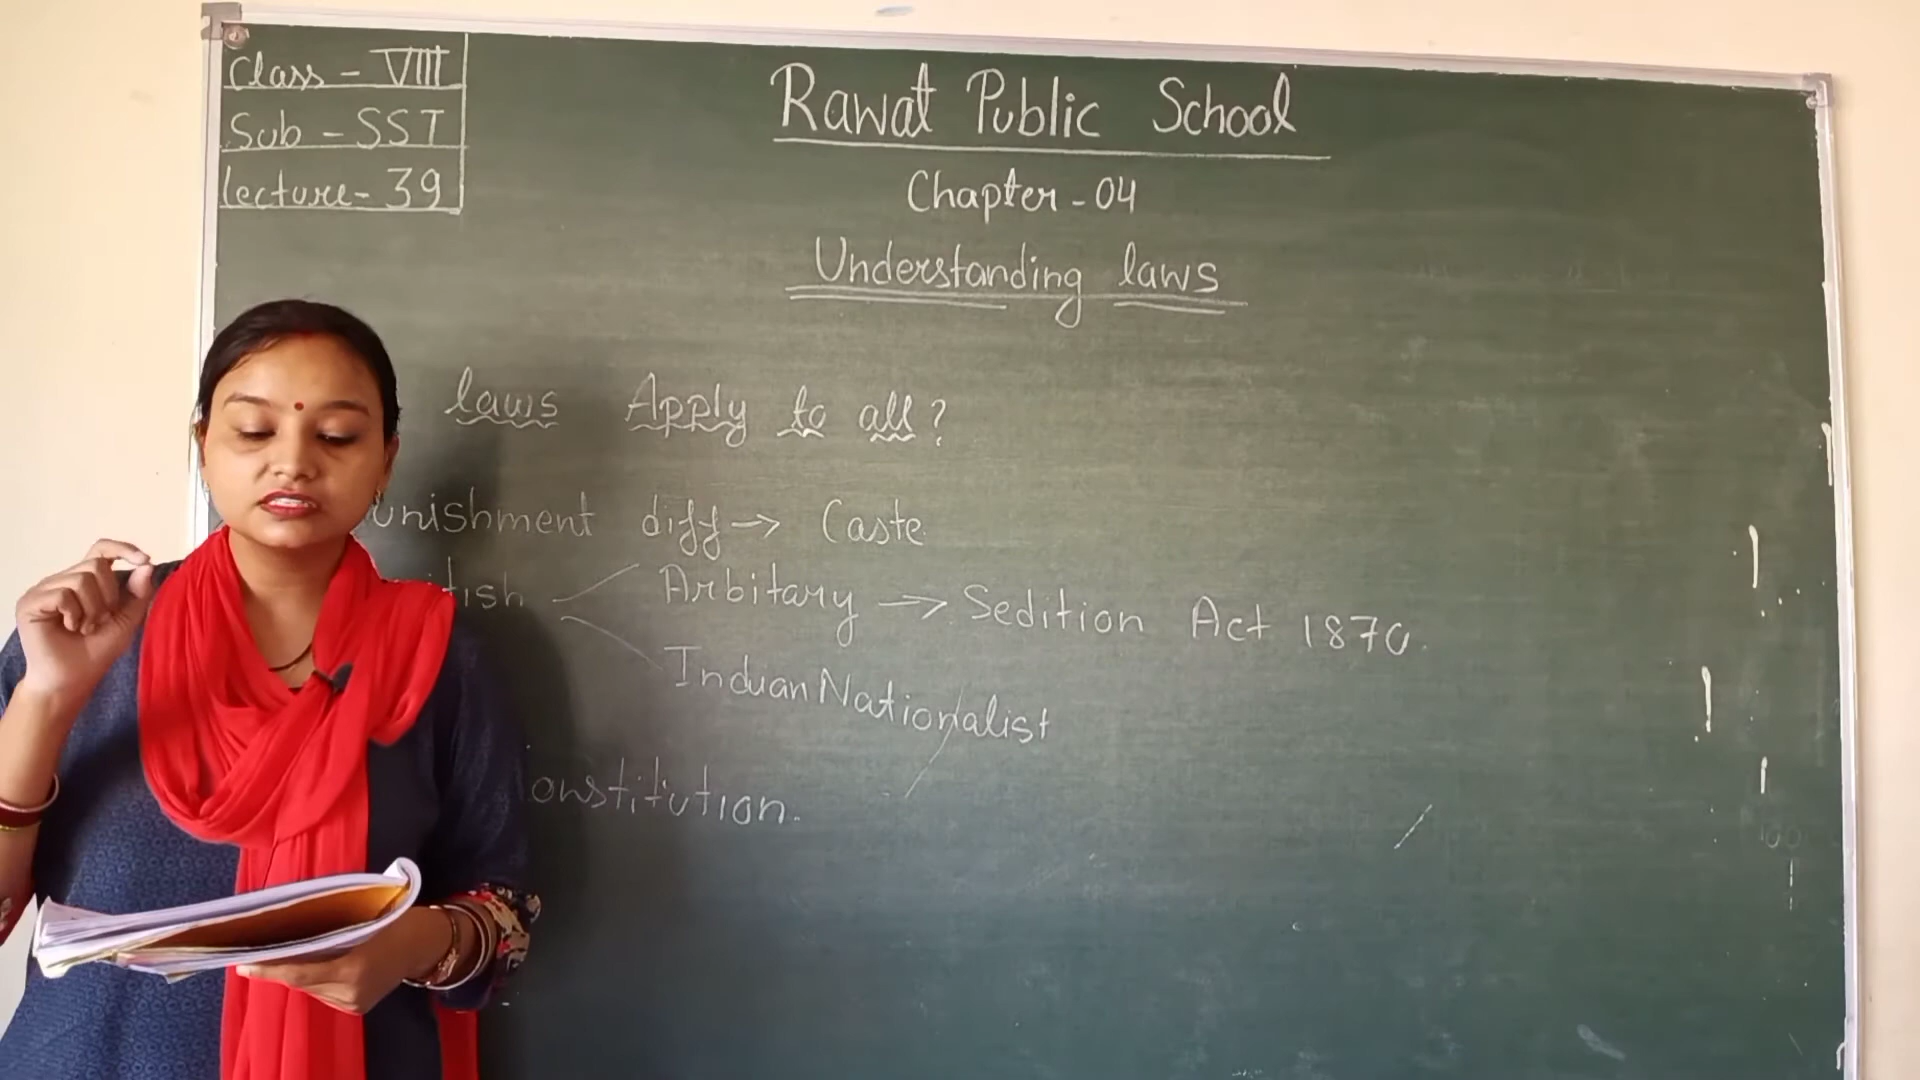 Class - VIII
Sub - SST
lecture - 39
Rawat Public School
Chapter - 04
Understanding laws
laws Apply to all?
unishment diff → Caste
tish Arbitary → Sedition Act 1870.
Indian Nationalist
onstitution.